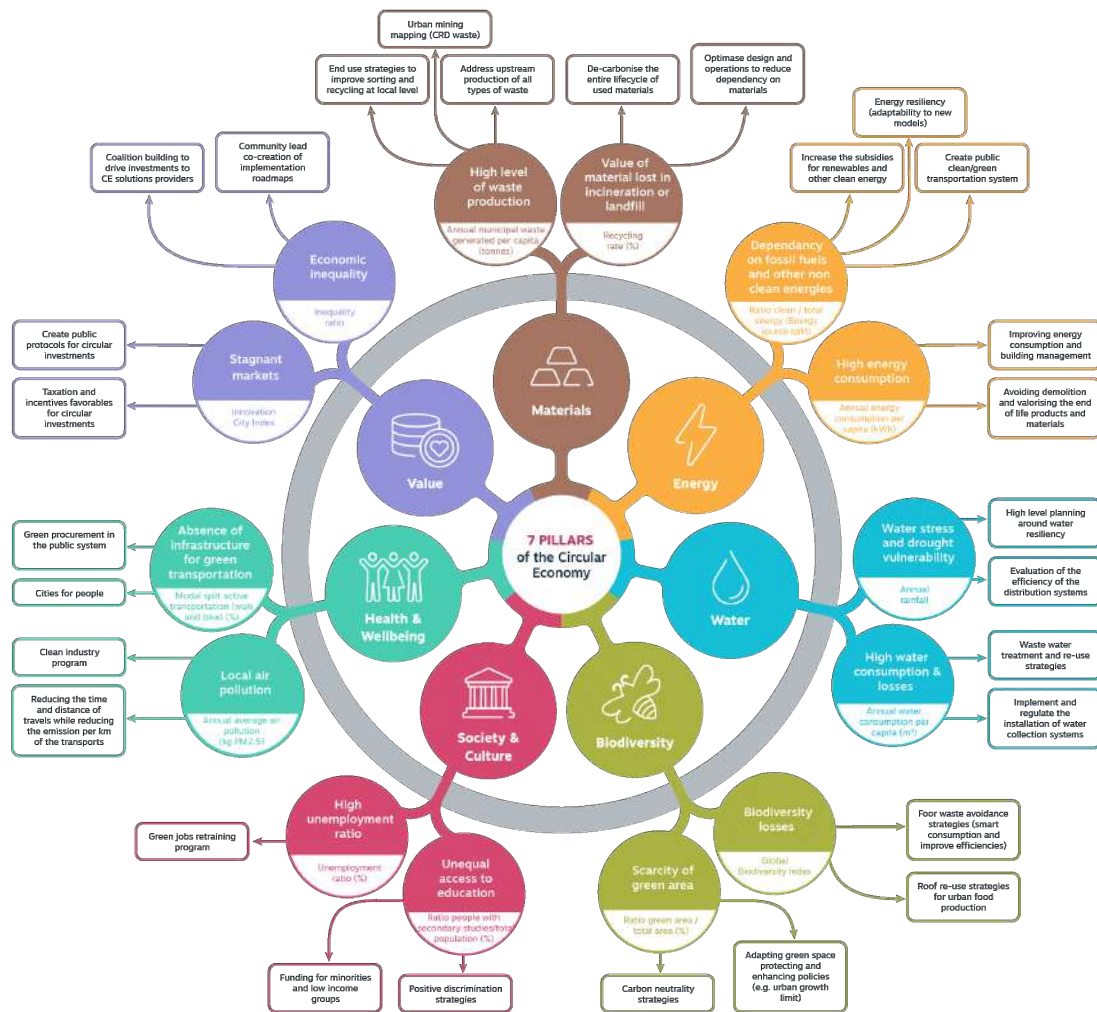 Urban mining
mapping (CRD waste)
End use strategies to
improve sorting and
recycling at local level
Address upstream
production of all
types of waste
De-carbonise the
entire lifecycle of
used materials
Optimase design and
operations to reduce
dependency on
materials
Energy resiliency
(adaptability to new
models)
Coalition building to
drive investments to
CE solutions providers
Community lead
co-creation of
implementation
roadmaps
Increase the subsidies
for renewables and
other clean energy
Create public
clean/green
transportation system
High level
of waste
production
Annual municipal waste
generated per capita
(tonnes)
Value of
material lost in
incineration or
landfill
Recycling
rate (%)
Economic
inequality
Inequality
ratio
Dependancy
on fossil fuels
and other non
clean energies
Ratio clean / total
energy (Energy
source split)
Create public
protocols for circular
investments
Taxation and
incentives favorables
for circular
investments
Stagnant
markets
Innovation
City Index
High energy
consumption
Annual energy
consumption per
capita (kWh)
Improving energy
consumption and
building management
Avoiding demolition
and valorising the end
of life products and
materials
Materials
Value
Energy
7 PILLARS
of the Circular
Economy
Green procurement in
the public system
Cities for people
Absence of
infrastructure
for green
transportation
Modal split active
transportation (walk
and bike) (%)
Health &
Wellbeing
Water
Water stress
and drought
vulnerability
Annual
rainfall
High level planning
around water
resiliency
Evaluation of the
efficiency of the
distribution systems
Clean industry
program
Reducing the time
and distance of
travels while reducing
the emission per km
of the transports
Local air
pollution
Annual average air
pollution
(kg PM2.5)
High water
consumption &
losses
Annual water
consumption per
capita (m³)
Waste water
treatment and re-use
strategies
Implement and
regulate the
installation of water
collection systems
Society &
Culture
Biodiversity
High
unemployment
ratio
Unemployment
ratio (%)
Green jobs retraining
program
Unequal
access to
education
Ratio people with
secondary studies/total
population (%)
Funding for minorities
and low income
groups
Positive discrimination
strategies
Scarcity of
green area
Ratio green area /
total area (%)
Carbon neutrality
strategies
Adapting green space
protecting and
enhancing policies
(e.g. urban growth
limit)
Biodiversity
losses
Global
Biodiversity Index
Foor waste avoidance
strategies (smart
consumption and
improve efficiencies)
Roof re-use strategies
for urban food
production